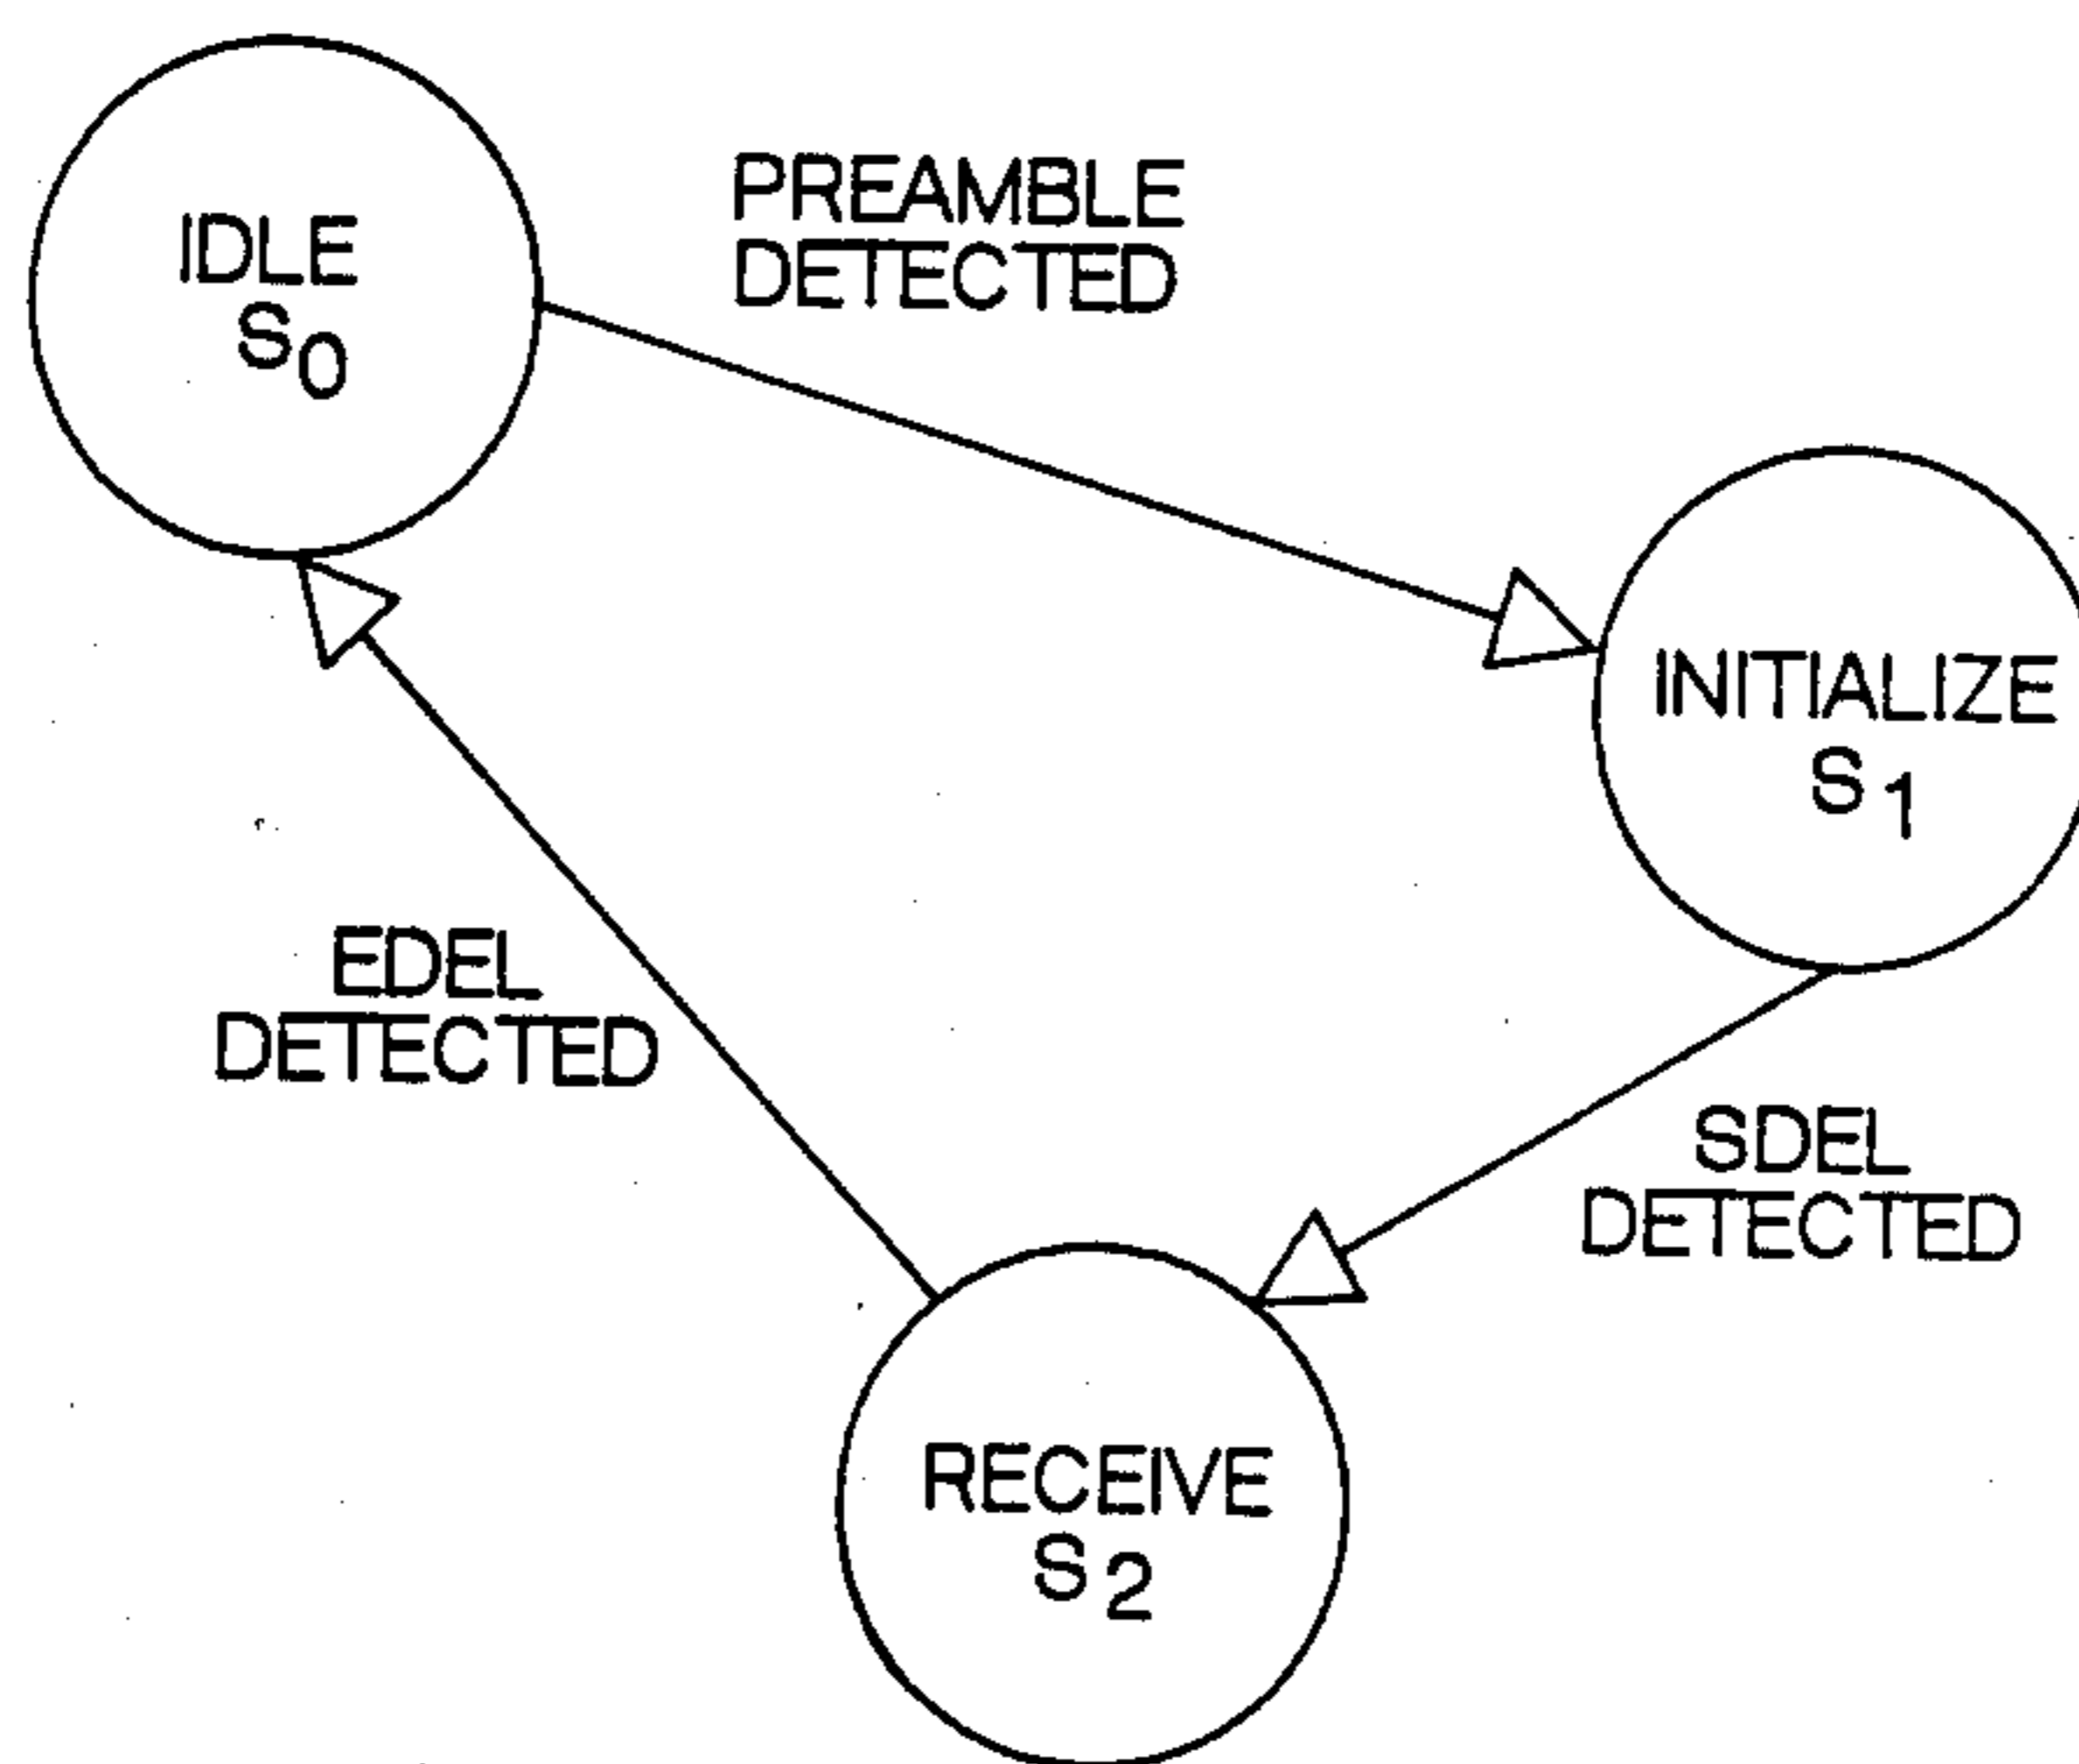 IDLE
S0
PREAMBLE
DETECTED
INITIALIZE
S1
EDEL
DETECTED
SDEL
DETECTED
RECEIVE
S2